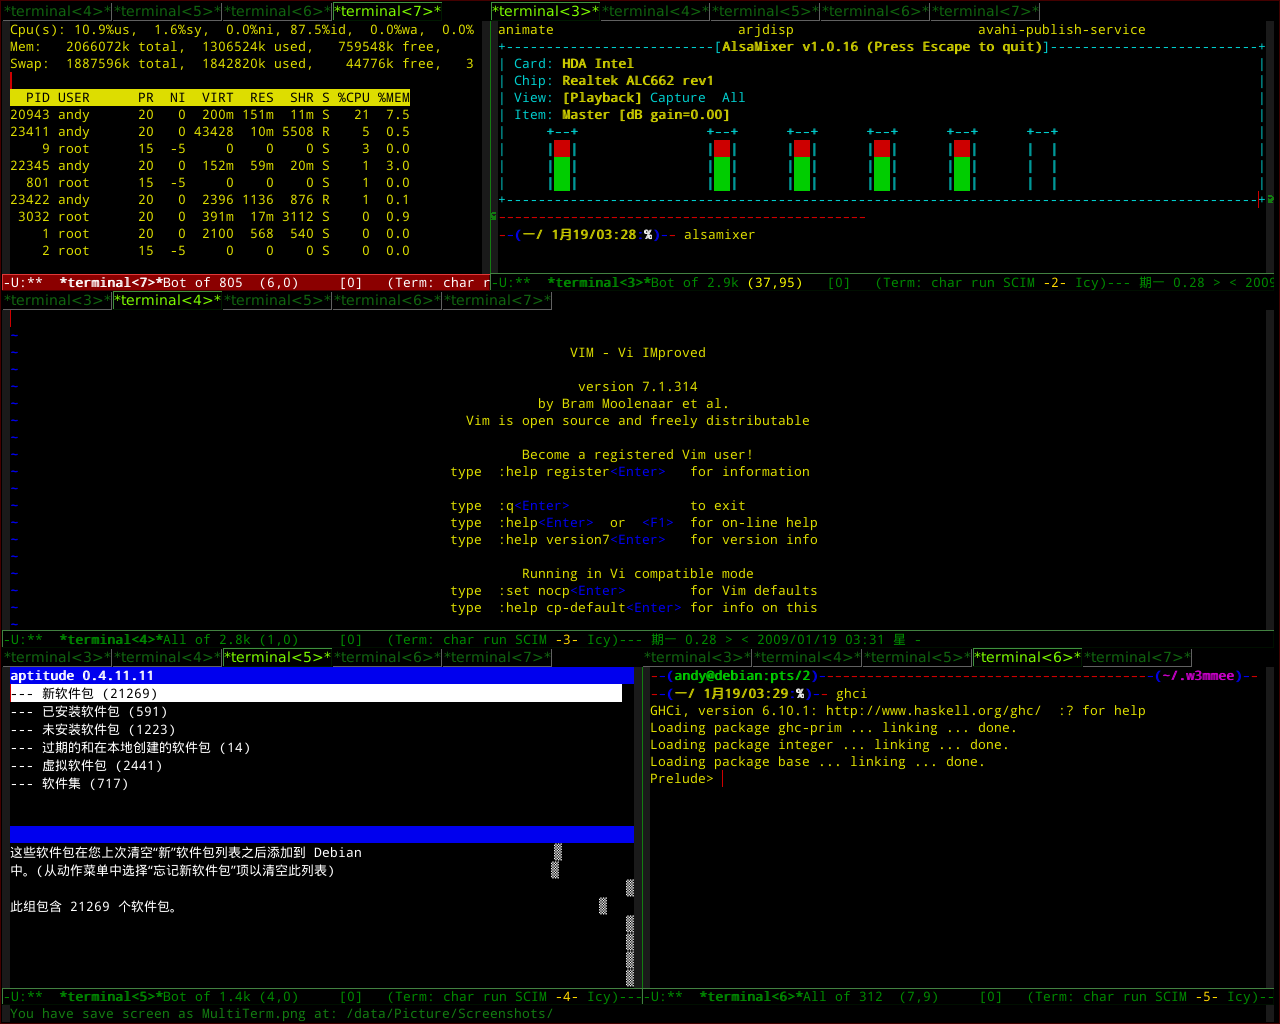 *terminal<4>* *terminal<5>* *terminal<6>* *terminal<7>*
Cpu(s): 10.9%us,  1.6%sy,  0.0%ni, 87.5%id,  0.0%wa,  0.0%
Mem:   2066072k total,  1306524k used,   759548k free,
Swap:  1887596k total,  1842820k used,    44776k free,   3
PID USER      PR  NI  VIRT  RES  SHR S %CPU %MEM
20943 andy      20   0  200m 151m  11m S   21  7.5
23411 andy      20   0 43428  10m 5508 R    5  0.5
9 root      15  -5     0    0    0 S    3  0.0
22345 andy      20   0  152m  59m  20m S    1  3.0
801 root      15  -5     0    0    0 S    1  0.0
23422 andy      20   0  2396 1136  876 R    1  0.1
3032 root      20   0  391m  17m 3112 S    0  0.9
1 root      20   0  2100  568  540 S    0  0.0
2 root      15  -5     0    0    0 S    0  0.0
-U:**  *terminal<7>*Bot of 805  (6,0)     [0]   (Term: char r
*terminal<3>* *terminal<4>* *terminal<5>* *terminal<6>* *terminal<7>*
animate                       arjdisp                       avahi-publish-service
[AlsaMixer v1.0.16 (Press Escape to quit)]
Card: HDA Intel
Chip: Realtek ALC662 rev1
View: [Playback] Capture  All
Item: Master [dB gain=0.00]
--(一/ 1月19/03:28:%)-- alsamixer
-U:**  *terminal<3>*Bot of 2.9k (37,95)   [0]   (Term: char run SCIM -2- Icy)--- 期一 0.28 > < 2009
*terminal<3>* *terminal<4>* *terminal<5>* *terminal<6>* *terminal<7>*
~
~
VIM - Vi IMproved
~
version 7.1.314
by Bram Moolenaar et al.
Vim is open source and freely distributable
~
Become a registered Vim user!
type  :help register<Enter>   for information
~
type  :q<Enter>               to exit
type  :help<Enter>  or  <F1>  for on-line help
type  :help version7<Enter>   for version info
~
Running in Vi compatible mode
type  :set nocp<Enter>        for Vim defaults
type  :help cp-default<Enter> for info on this
~
-U:**  *terminal<4>*All of 2.8k (1,0)     [0]   (Term: char run SCIM -3- Icy)--- 期一 0.28 > < 2009/01/19 03:31 星 -
*terminal<3>* *terminal<4>* *terminal<5>* *terminal<6>* *terminal<7>*
aptitude 0.4.11.11
--- 新软件包 (21269)
--- 已安装软件包 (591)
--- 未安装软件包 (1223)
--- 过期的和在本地创建的软件包 (14)
--- 虚拟软件包 (2441)
--- 软件集 (717)
这些软件包在您上次清空“新”软件包列表之后添加到 Debian
中。(从动作菜单中选择“忘记新软件包”项以清空此列表)
此组包含 21269 个软件包。
-U:**  *terminal<5>*Bot of 1.4k (4,0)     [0]   (Term: char run SCIM -4- Icy)---
*terminal<3>* *terminal<4>* *terminal<5>* *terminal<6>* *terminal<7>*
--(andy@debian:pts/2)-----------------------------------------(~/.w3mmee)--
--(一/ 1月19/03:29:%)-- ghci
GHCi, version 6.10.1: http://www.haskell.org/ghc/  :? for help
Loading package ghc-prim ... linking ... done.
Loading package integer ... linking ... done.
Loading package base ... linking ... done.
Prelude>
-U:**  *terminal<6>*All of 312  (7,9)     [0]   (Term: char run SCIM -5- Icy)--
You have save screen as MultiTerm.png at: /data/Picture/Screenshots/